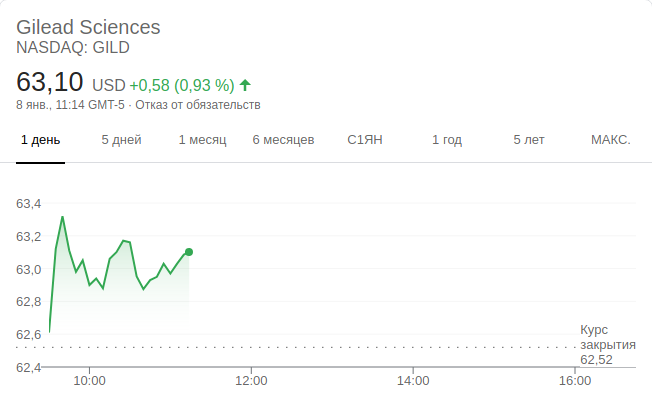 Gilead Sciences
NASDAQ: GILD
63,10 USD +0,58 (0,93 %)
8 янв., 11:14 GMT-5 · Отказ от обязательств
1 день 5 дней 1 месяц 6 месяцев С1ЯН 1 год 5 лет МАКС.
63,4
63,2
63,0
62,8
62,6
Курс
закрытия
62,52
62,4
10:00 12:00 14:00 16:00